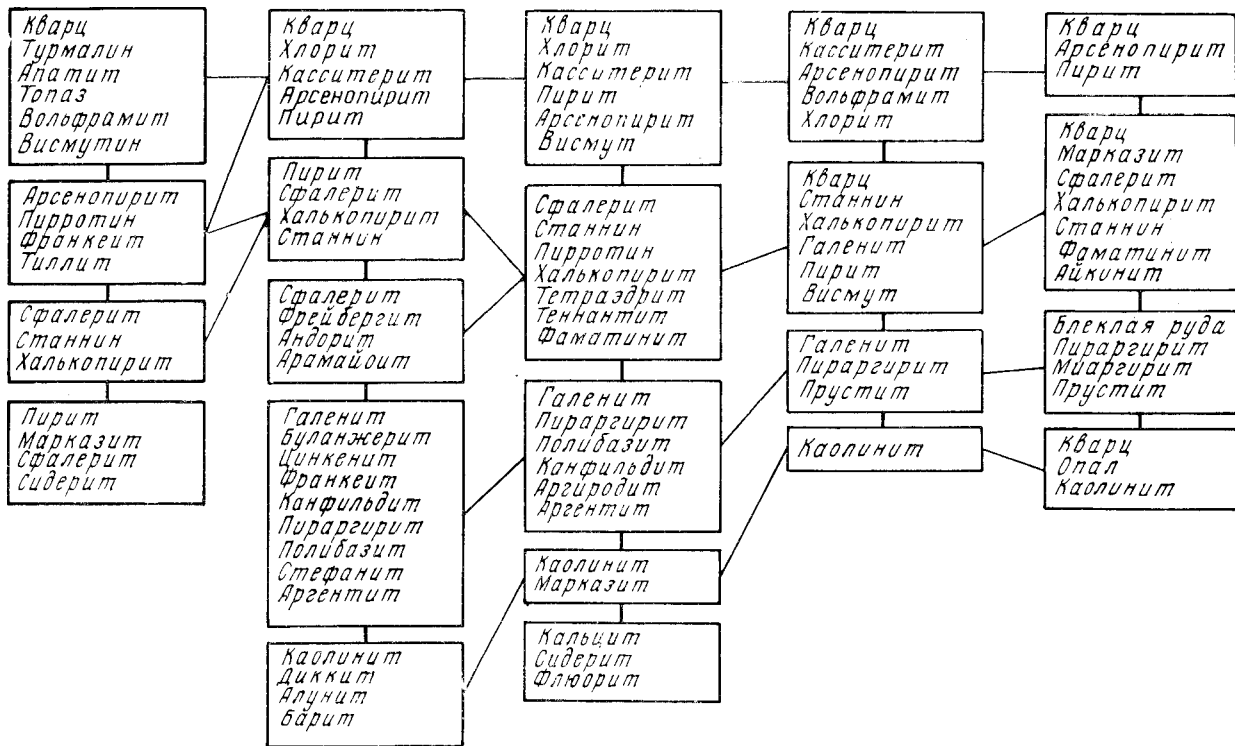 Кварц
Турмалин
Апатит
Топаз
Вольфрамит
Висмутин
Арсенопирит
Пирротин
Франкеит
Тиллит
Сфалерит
Станнин
Халькопирит
Пирит
Марказит
Сфалерит
Сидерит
Кварц
Хлорит
Касситерит
Арсенопирит
Пирит
Пирит
Сфалерит
Халькопирит
Станнин
Сфалерит
Фрейбергит
Андорит
Арамайоит
Галенит
Буланжерит
Цинкенит
Франкеит
Канфильдит
Пираргирит
Полибазит
Стефанит
Аргентит
Каолинит
Диккит
Алунит
Барит
Кварц
Хлорит
Касситерит
Пирит
Арсенопирит
Висмут
Сфалерит
Станнин
Пирротин
Халькопирит
Тетраэдрит
Теннантит
Фаматинит
Галенит
Пираргирит
Полибазит
Канфильдит
Аргиродит
Аргентит
Каолинит
Марказит
Кальцит
Сидерит
Флюорит
Кварц
Касситерит
Арсенопирит
Вольфрамит
Хлорит
Кварц
Станнин
Халькопирит
Галенит
Пирит
Висмут
Галенит
Пираргирит
Прустит
Каолинит
Кварц
Арсенопирит
Пирит
Кварц
Марказит
Сфалерит
Халькопирит
Станнин
Фаматинит
Айкинит
Блеклая руда
Пираргирит
Миаргирит
Прустит
Кварц
Опал
Каолинит